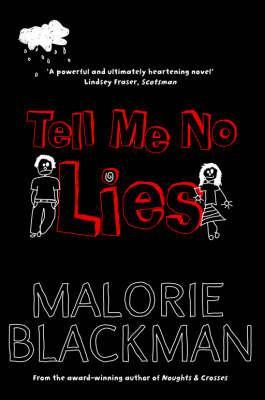 'A powerful and ultimately heartening novel'
Lindsey Fraser, Scotsman
Tell Me No
Lies
MALORIE
BLACKMAN
From the award-winning author of Noughts & Crosses